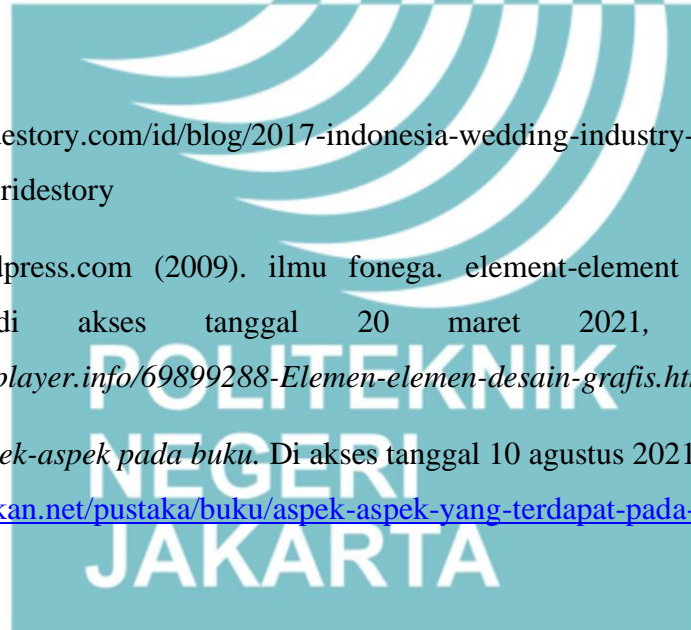 estory.com/id/blog/2017-indonesia-wedding-industry-
ridestory
dpress.com (2009). ilmu fonega. element-element
di akses tanggal 20 maret 2021,
player.info/69899288-Elemen-elemen-desain-grafis.ht
POLITEKNIK
ek-aspek pada buku. Di akses tanggal 10 agustus 2021
NEGERI
kan.net/pustaka/buku/aspek-aspek-yang-terdapat-pada-
JAKARTA